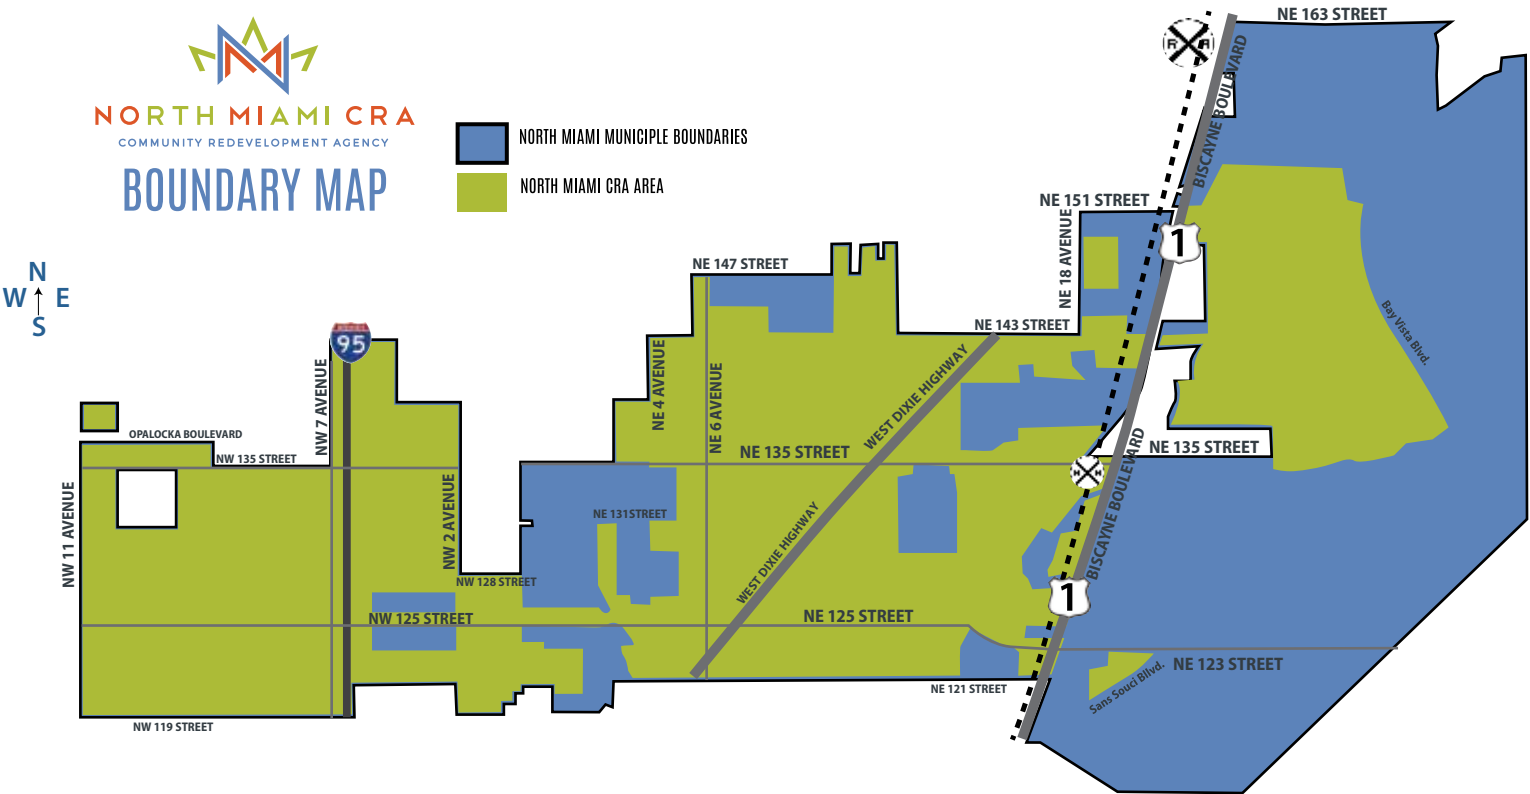 NORTH MIAMI CRA
COMMUNITY REDEVELOPMENT AGENCY
BOUNDARY MAP
NORTH MIAMI MUNICIPLE BOUNDARIES
NORTH MIAMI CRA AREA
N
W E
S
NE 163 STREET
R R
BISCAYNE BOULEVARD
NE 151 STREET
NE 18 AVENUE
1
NE 147 STREET
NE 143 STREET
Bay Vista Blvd.
95
NW 7 AVENUE
NE 4 AVENUE
NE 6 AVENUE
WEST DIXIE HIGHWAY
OPALOCKA BOULEVARD
NW 135 STREET
NE 135 STREET
NE 135 STREET
H H
BISCAYNE BOULEVARD
NW 11 AVENUE
NW 2 AVENUE
NE 131STREET
WEST DIXIE HIGHWAY
NW 128 STREET
1
NW 125 STREET
NE 125 STREET
NE 123 STREET
Sans Souci Bllvd.
NE 121 STREET
NW 119 STREET